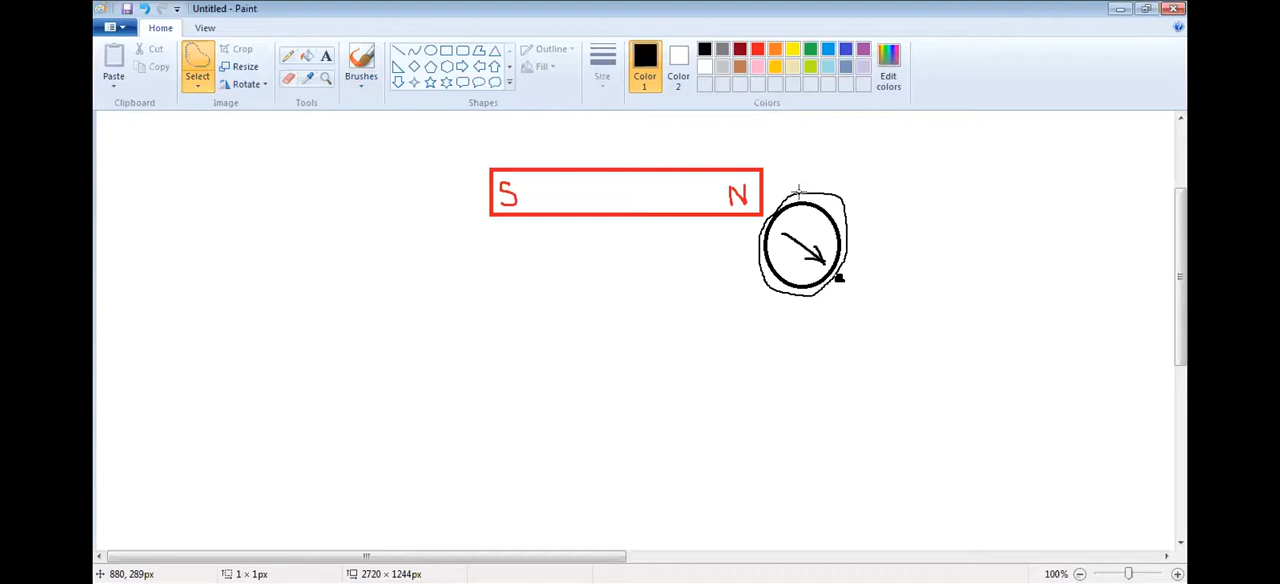 Untitled - Paint
Home View
Paste
Cut
Copy
Clipboard
Select
Crop
Resize
Rotate
Image
A
Tools
Brushes
Outline
Fill
Shapes
Size
Color 1
Color 2
Edit colors
Colors
S N
880, 289px 1 × 1px 2720 × 1244px 100%